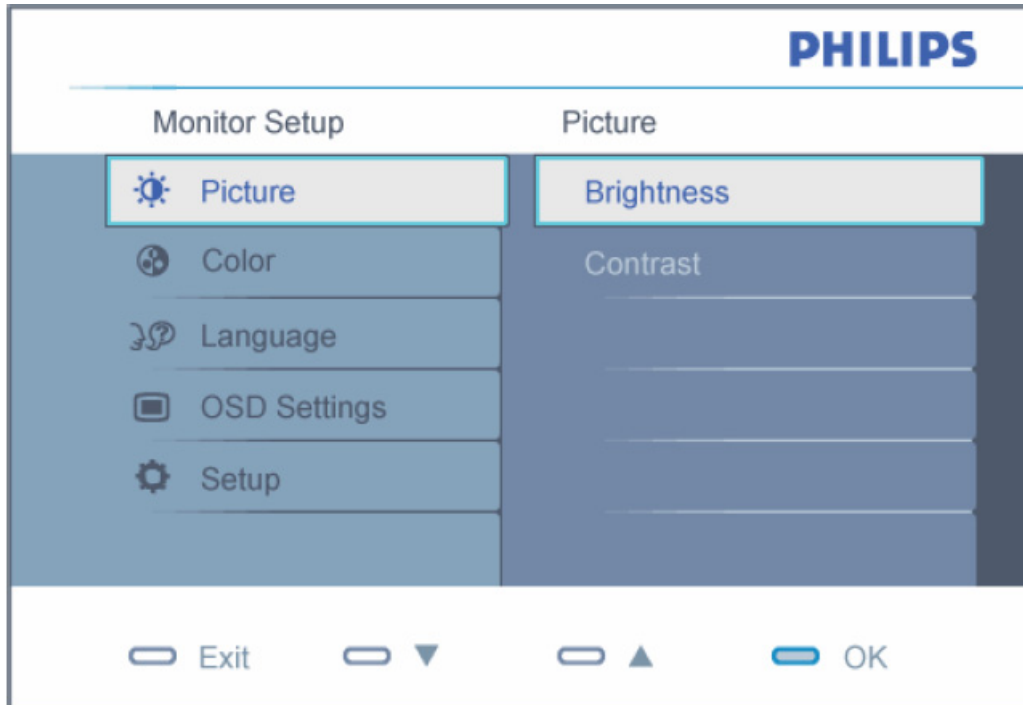 PHILIPS
Monitor Setup
Picture
Picture
Brightness
Color
Contrast
Language
OSD Settings
Setup
Exit ▼ ▲ OK